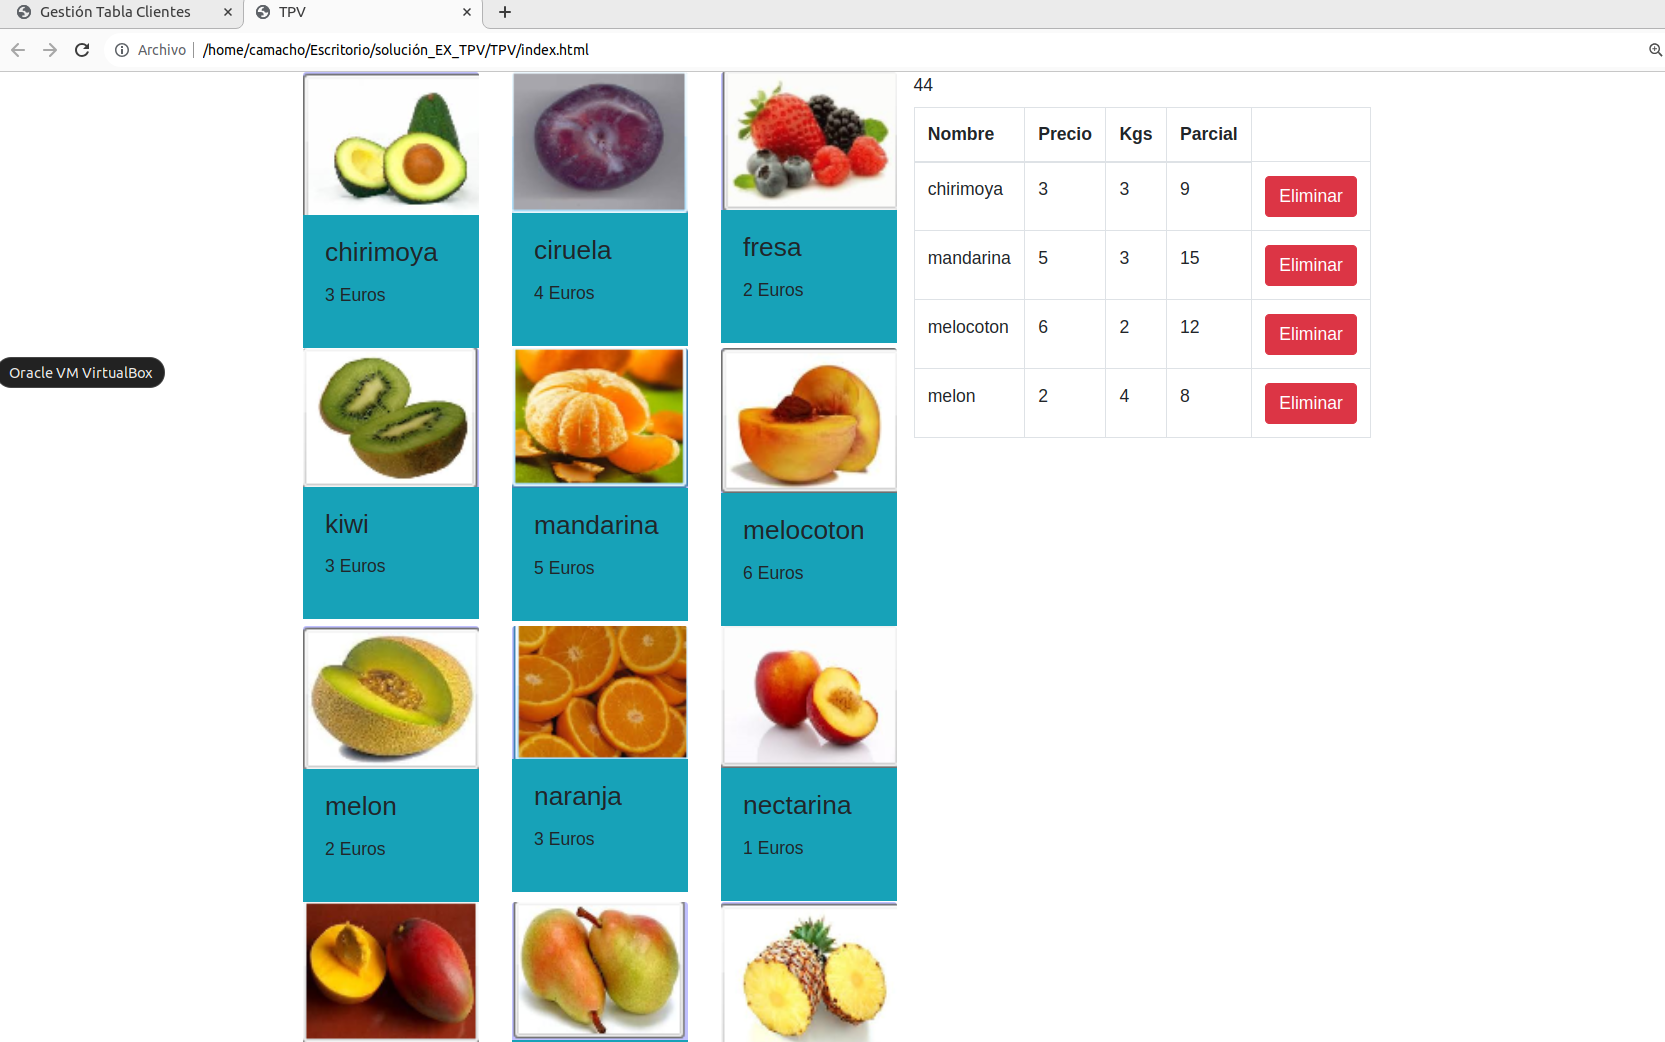 Gestión Tabla Clientes × TPV × +
Archivo | /home/camacho/Escritorio/solución_EX_TPV/TPV/index.html
chirimoya
3 Euros
ciruela
4 Euros
fresa
2 Euros
kiwi
3 Euros
mandarina
5 Euros
melocoton
6 Euros
melon
2 Euros
naranja
3 Euros
nectarina
1 Euros
44
Nombre Precio Kgs Parcial
chirimoya 3 3 9 Eliminar
mandarina 5 3 15 Eliminar
melocoton 6 2 12 Eliminar
melon 2 4 8 Eliminar
Oracle VM VirtualBox